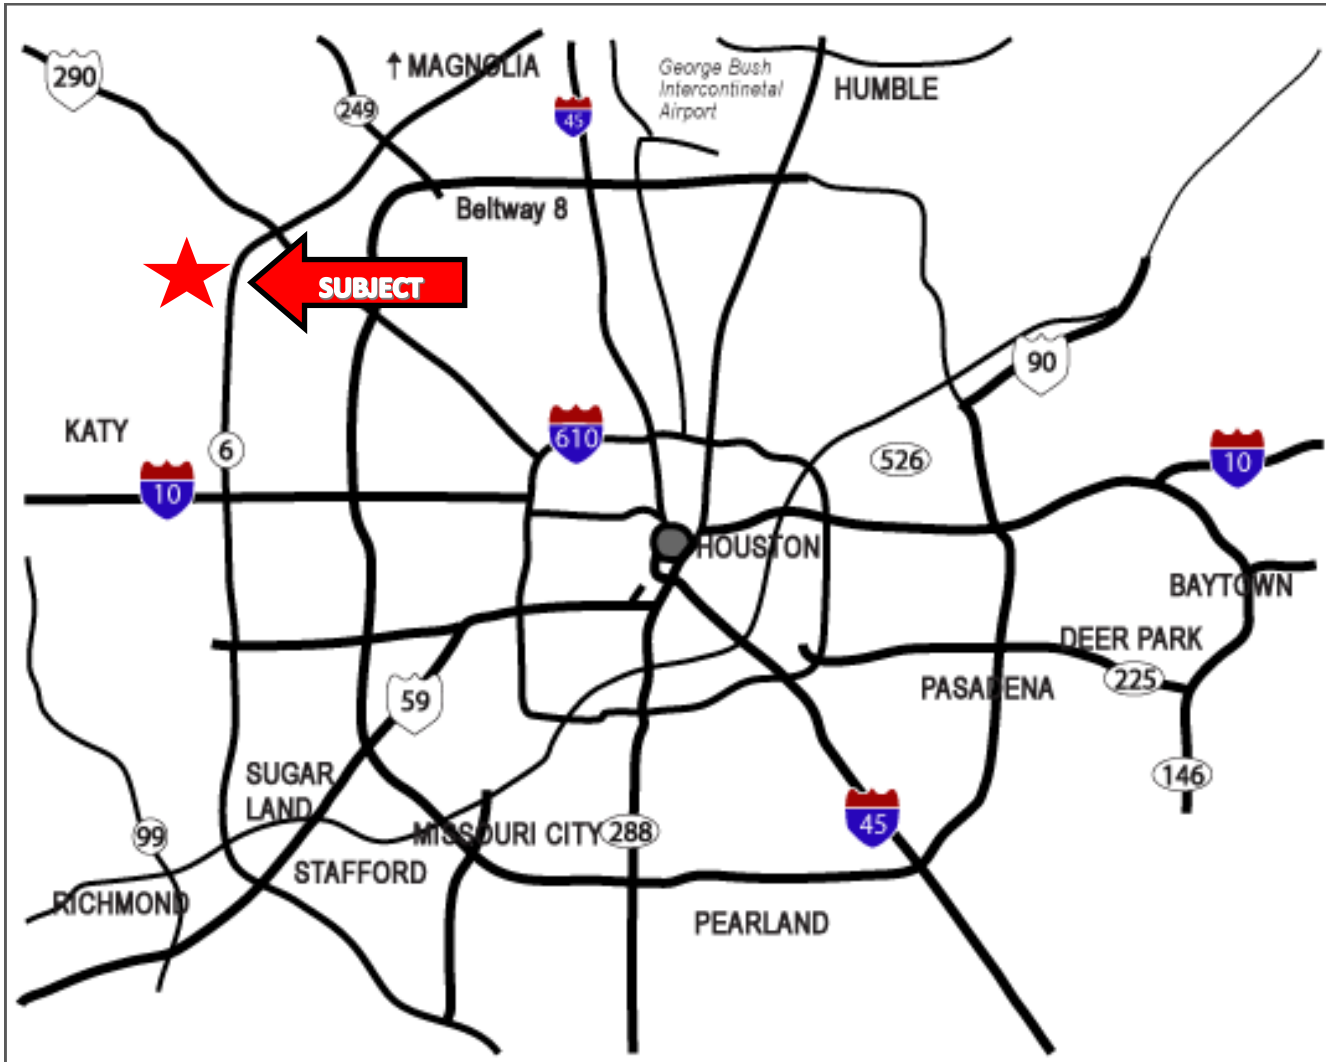 290
249
MAGNOLIA
45
George Bush
Intercontinetal
Airport
HUMBLE
Beltway 8
SUBJECT
90
KATY
6
610
526
10
10
HOUSTON
BAYTOWN
DEER PARK
225
PASADENA
59
146
SUGAR
LAND
45
99
MISSOURI CITY
288
STAFFORD
RICHMOND
PEARLAND